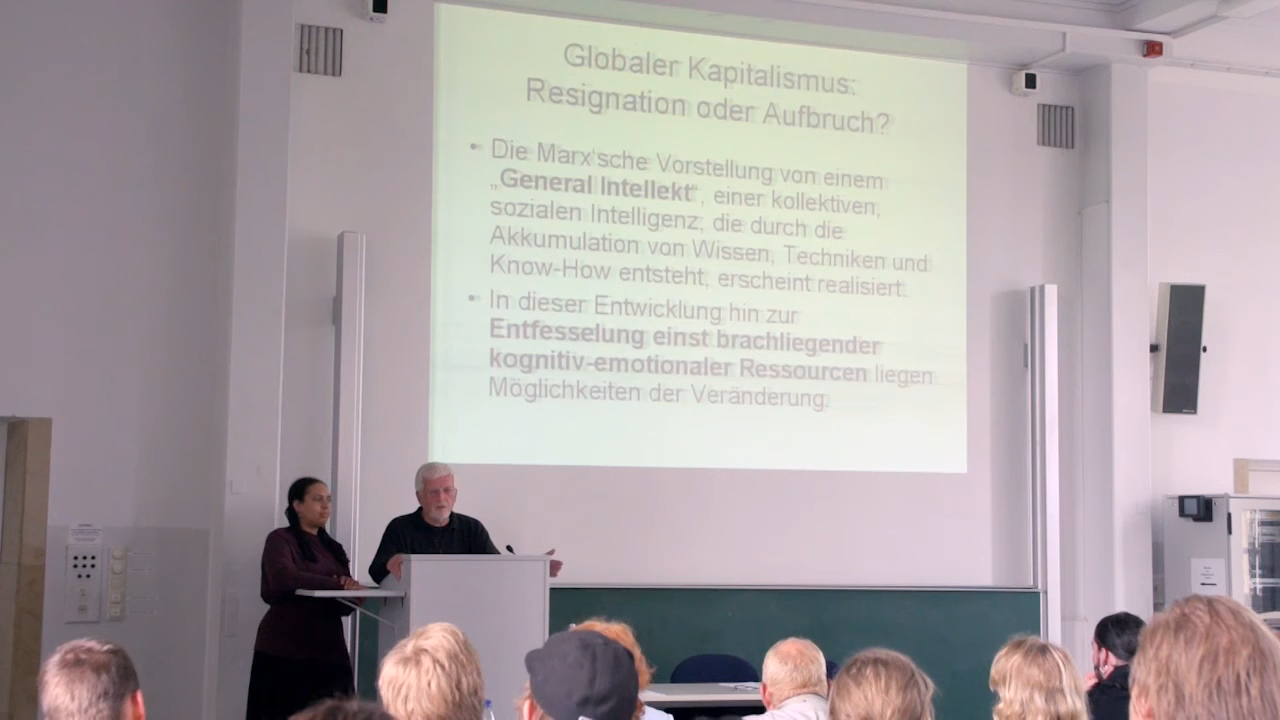 Globaler Kapitalismus:
Resignation oder Aufbruch?
• Die Marx'sche Vorstellung von einem
„General Intellekt“, einer kollektiven,
sozialen Intelligenz, die durch die
Akkumulation von Wissen, Techniken und
Know-How entsteht, erscheint realisiert.
• In dieser Entwicklung hin zur
Entfesselung einst brachliegender
kognitiv-emotionaler Ressourcen liegen
Möglichkeiten der Veränderung.